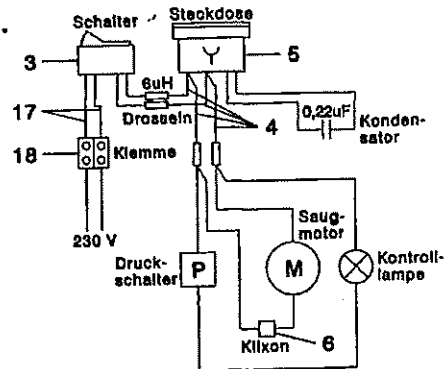 Schalter
Steckdose
3
5
6uH
17
Drosseln
4
0,22uF
Konden-
sator
18
Klemme
230 V
Saug-
motor
Druck-
schalter
P
M
Kontroll-
lampe
Klixon
6